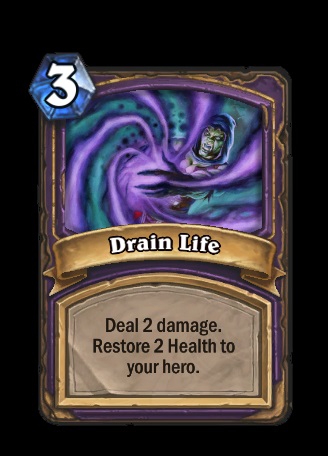 3
Drain Life
Deal 2 damage.
Restore 2 Health to
your hero.